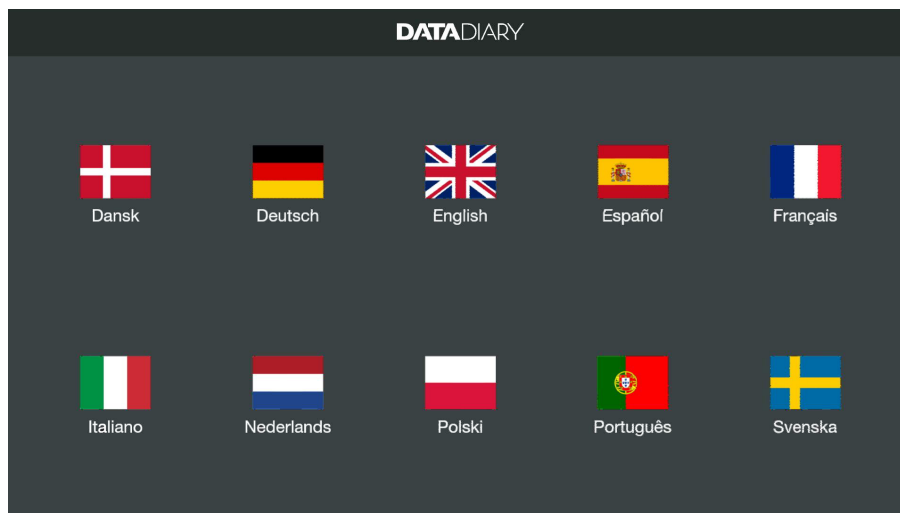 DATADIARY
Dansk Deutsch English Español Français
Italiano Nederlands Polski Português Svenska